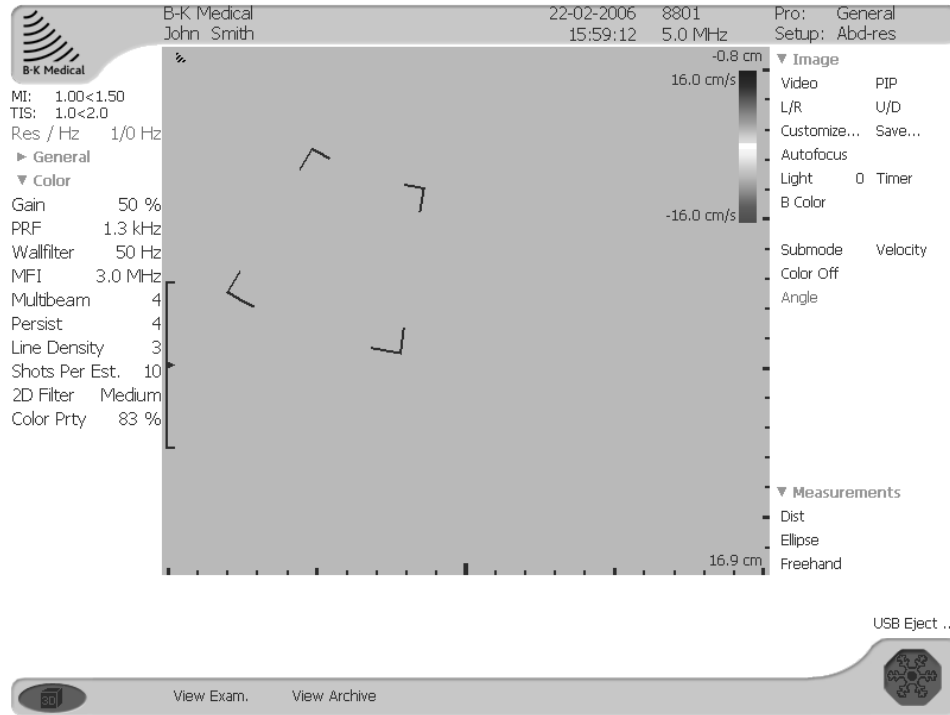 B-K Medical 22-02-2006 8801 Pro: General
John Smith 15:59:12 5.0 MHz Setup: Abd-res
B-K Medical
MI: 1.00<1.50
TIS: 1.0<2.0
Res / Hz 1/0 Hz
► General
▼ Color
Gain 50 %
PRF 1.3 kHz
Wallfilter 50 Hz
MFI 3.0 MHz
Multibeam 4
Persist 4
Line Density 3
Shots Per Est. 10
2D Filter Medium
Color Prty 83 %
-0.8 cm
16.0 cm/s
-16.0 cm/s
16.9 cm
▼ Image
Video PIP
L/R U/D
Customize... Save...
Autofocus
Light 0 Timer
B Color
Submode Velocity
Color Off
Angle
▼ Measurements
Dist
Ellipse
Freehand
USB Eject ..
3D View Exam. View Archive